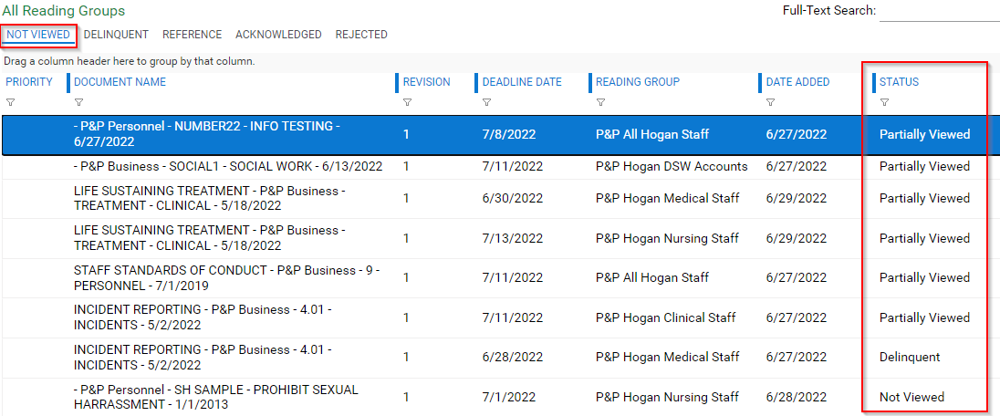 All Reading Groups
Full-Text Search:
NOT VIEWED DELINQUENT REFERENCE ACKNOWLEDGED REJECTED
Drag a column header here to group by that column.
PRIORITY DOCUMENT NAME REVISION DEADLINE DATE READING GROUP DATE ADDED STATUS
- P&P Personnel - NUMBER22 - INFO TESTING -
6/27/2022 1 7/8/2022 P&P All Hogan Staff 6/27/2022 Partially Viewed
- P&P Business - SOCIAL1 - SOCIAL WORK - 6/13/2022 1 7/11/2022 P&P Hogan DSW Accounts 6/27/2022 Partially Viewed
LIFE SUSTAINING TREATMENT - P&P Business -
TREATMENT - CLINICAL - 5/18/2022 1 6/30/2022 P&P Hogan Medical Staff 6/29/2022 Partially Viewed
LIFE SUSTAINING TREATMENT - P&P Business -
TREATMENT - CLINICAL - 5/18/2022 1 7/13/2022 P&P Hogan Nursing Staff 6/29/2022 Partially Viewed
STAFF STANDARDS OF CONDUCT - P&P Business - 9 -
PERSONNEL - 7/1/2019 1 7/11/2022 P&P All Hogan Staff 6/27/2022 Partially Viewed
INCIDENT REPORTING - P&P Business - 4.01 -
INCIDENTS - 5/2/2022 1 7/11/2022 P&P Hogan Clinical Staff 6/27/2022 Partially Viewed
INCIDENT REPORTING - P&P Business - 4.01 -
INCIDENTS - 5/2/2022 1 6/28/2022 P&P Hogan Medical Staff 6/27/2022 Delinquent
- P&P Personnel - SH SAMPLE - PROHIBIT SEXUAL
HARRASSMENT - 1/1/2013 1 7/1/2022 P&P Hogan Nursing Staff 6/28/2022 Not Viewed